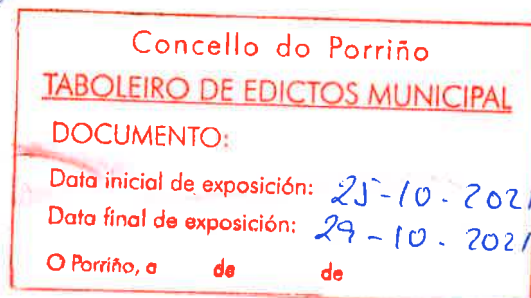 Concello do Porriño
TABOLEIRO DE EDICTOS MUNICIPAL
DOCUMENTO:
Data inicial de exposición: 25-10-2021
Data final de exposición: 29-10-2021
O Porriño, a de de